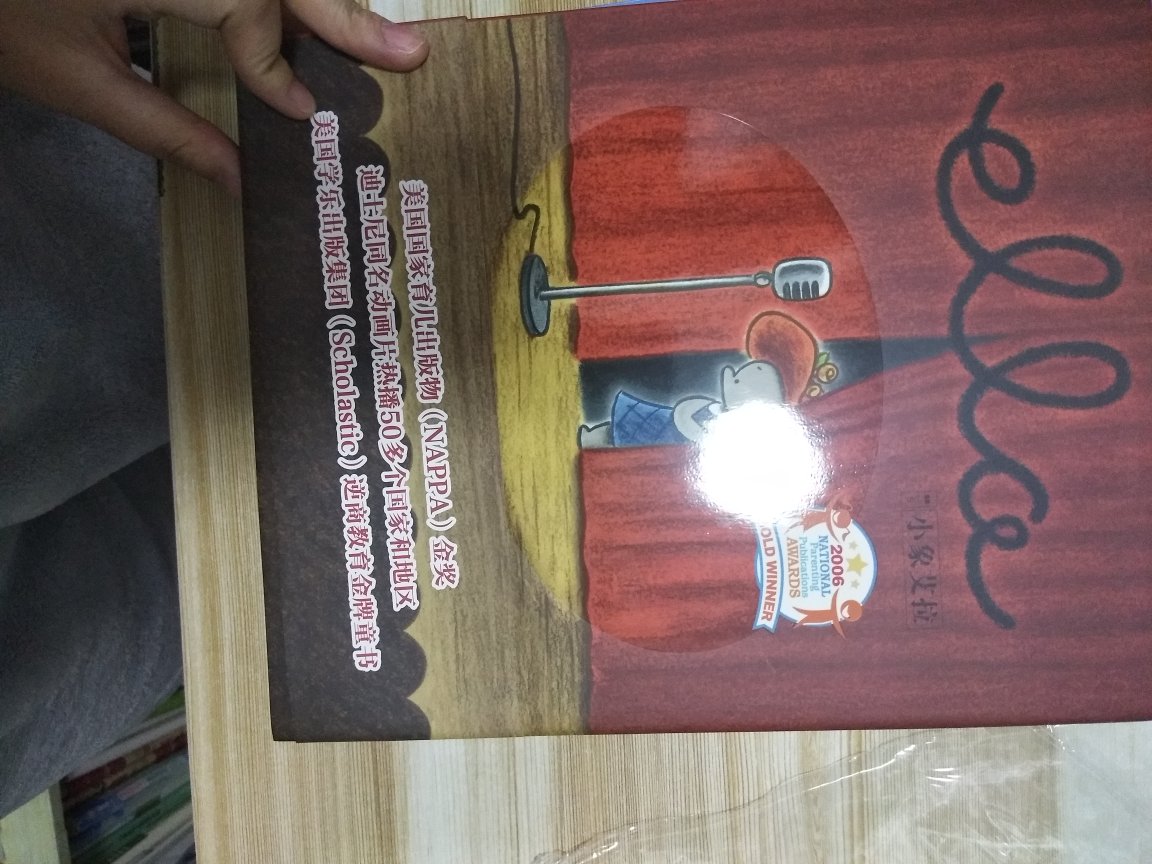 ella
小象艾拉
2006
NATIONAL
Parenting
Publications
AWARDS
GOLD WINNER
美国国家育儿出版物（NAPPA）金奖
迪士尼同名动画片热播50多个国家和地区
美国学乐出版集团（Scholastic）逆商教育金牌童书